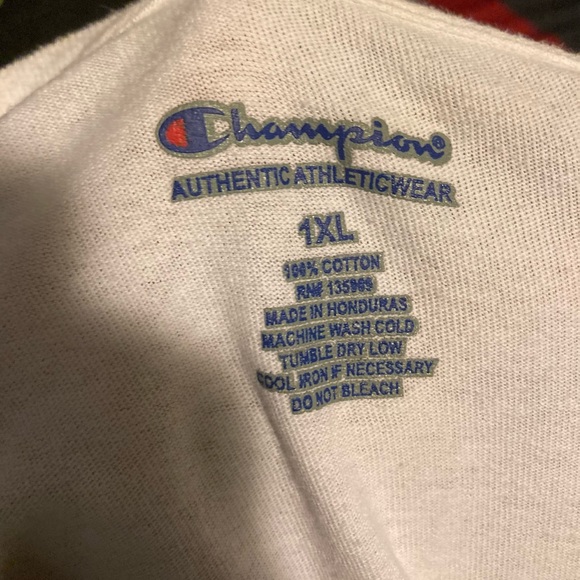 Champion®
AUTHENTIC ATHLETICWEAR
1XL
100% COTTON
MADE IN HONDURAS
MACHINE WASH COLD
TUMBLE DRY LOW
COOL IRON IF NECESSARY
DO NOT BLEACH